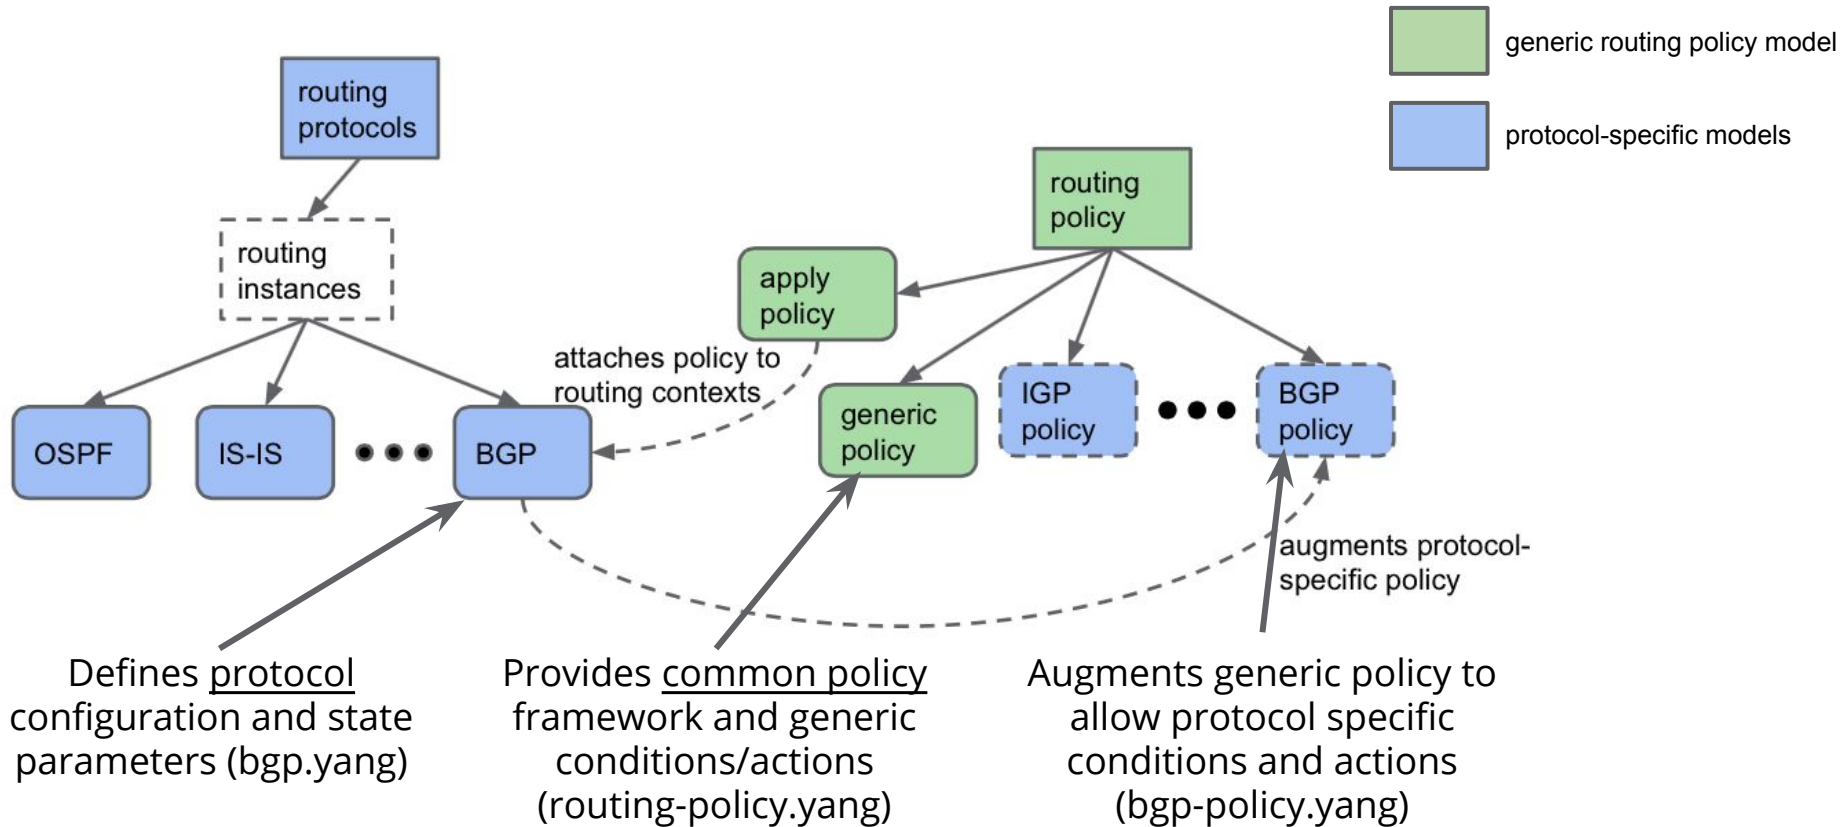 generic routing policy model
protocol-specific models
routing
protocols
routing
instances
OSPF
IS-IS
BGP
routing
policy
apply
policy
attaches policy to
routing contexts
generic
policy
IGP
policy
BGP
policy
augments protocol-
specific policy
Defines protocol
configuration and state
parameters (bgp.yang)
Provides common policy
framework and generic
conditions/actions
(routing-policy.yang)
Augments generic policy to
allow protocol specific
conditions and actions
(bgp-policy.yang)